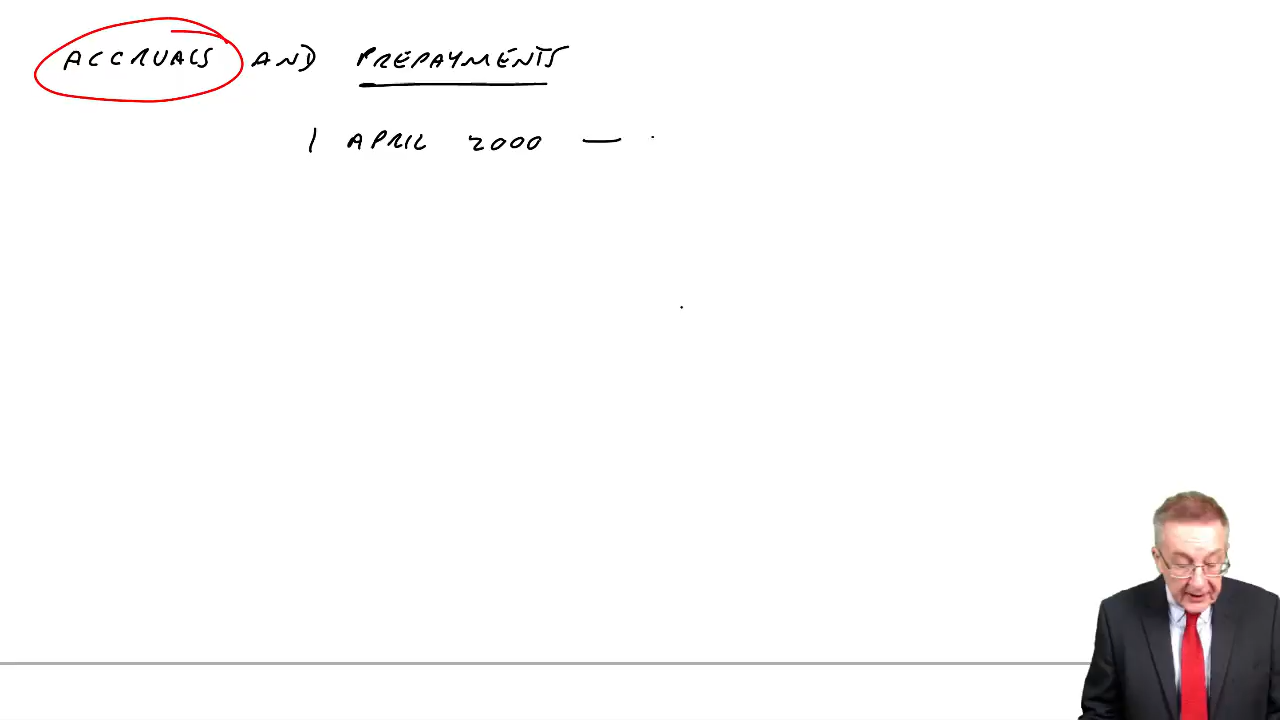 ACCRUALS AND PREPAYMENTS
1 APRIL 2000 —